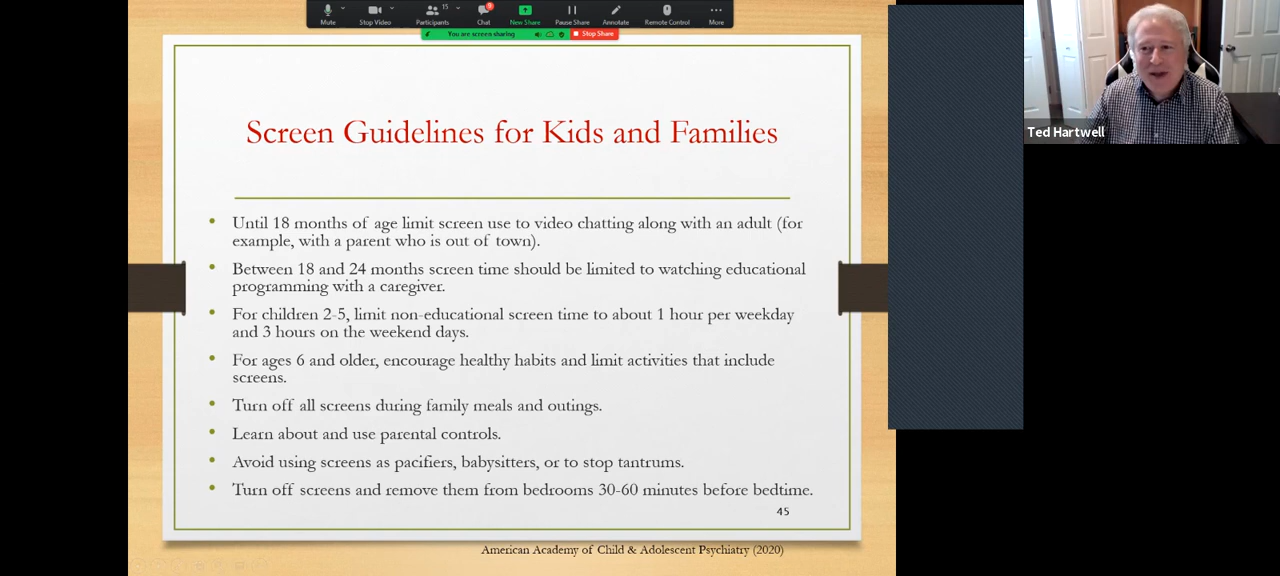 Mute
Stop Video
Participants
15
Chat
9
New Share
Pause Share
Annotate
Remote Control
More
You are screen sharing
Stop Share
Ted Hartwell
Screen Guidelines for Kids and Families
Until 18 months of age limit screen use to video chatting along with an adult (for
example, with a parent who is out of town).
Between 18 and 24 months screen time should be limited to watching educational
programming with a caregiver.
For children 2-5, limit non-educational screen time to about 1 hour per weekday
and 3 hours on the weekend days.
For ages 6 and older, encourage healthy habits and limit activities that include
screens.
Turn off all screens during family meals and outings.
Learn about and use parental controls.
Avoid using screens as pacifiers, babysitters, or to stop tantrums.
Turn off screens and remove them from bedrooms 30-60 minutes before bedtime.
45
American Academy of Child & Adolescent Psychiatry (2020)